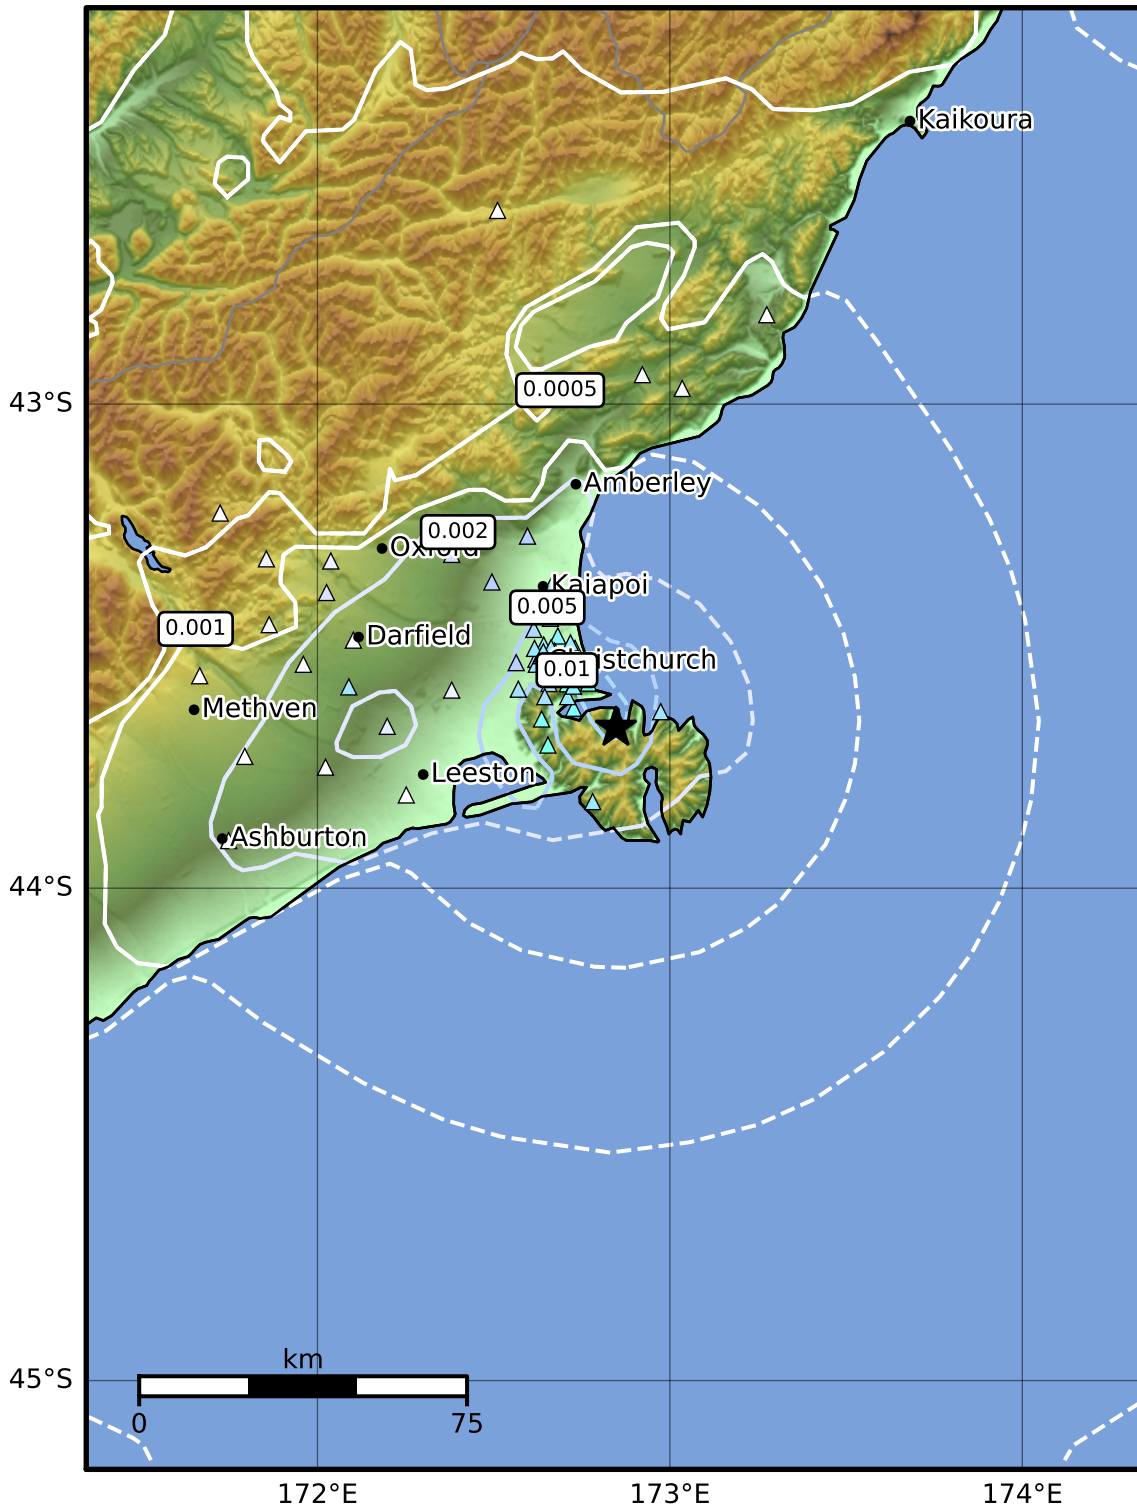 Kaikoura
43°S
0.0005
Amberley
0.002
Oxford
Kaiapoi
0.005
0.001
Darfield
Christchurch
0.01
Methven
Leeston
Ashburton
44°S
km
45°S
0
75
172°E
173°E
174°E